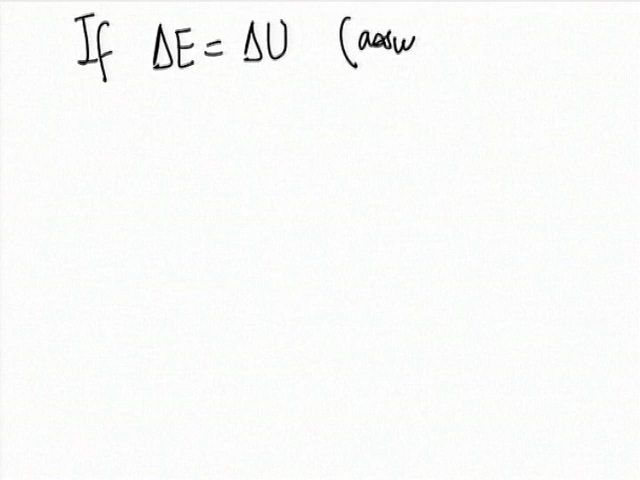 If ΔE = ΔU